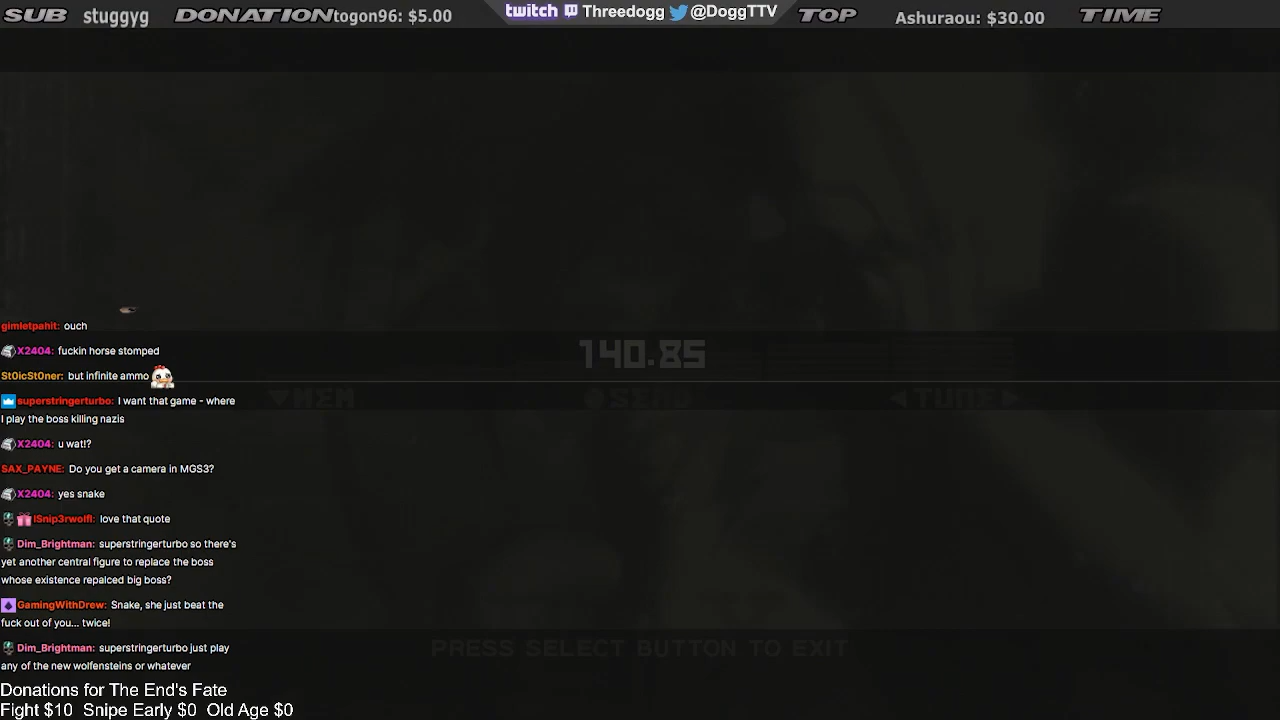 SUB stuggyg DONATION togon96: $5.00 twitch Threedogg @DoggTTV TOP Ashuraou: $30.00 TIME
gimletpahit: ouch
X2404: fuckin horse stomped
140.85
St0icSt0ner: but infinite ammo
▼MEM SEND ◀TUNE▶
superstringerturbo: I want that game - where
I play the boss killing nazis
X2404: u wat!?
SAX_PAYNE: Do you get a camera in MGS3?
X2404: yes snake
ISnip3rwolfI: love that quote
Dim_Brightman: superstringerturbo so there's
yet another central figure to replace the boss
whose existence repalced big boss?
GamingWithDrew: Snake, she just beat the
fuck out of you... twice!
Dim_Brightman: superstringerturbo just play
any of the new wolfensteins or whatever
PRESS SELECT BUTTON TO EXIT
Donations for The End's Fate
Fight $10 Snipe Early $0 Old Age $0